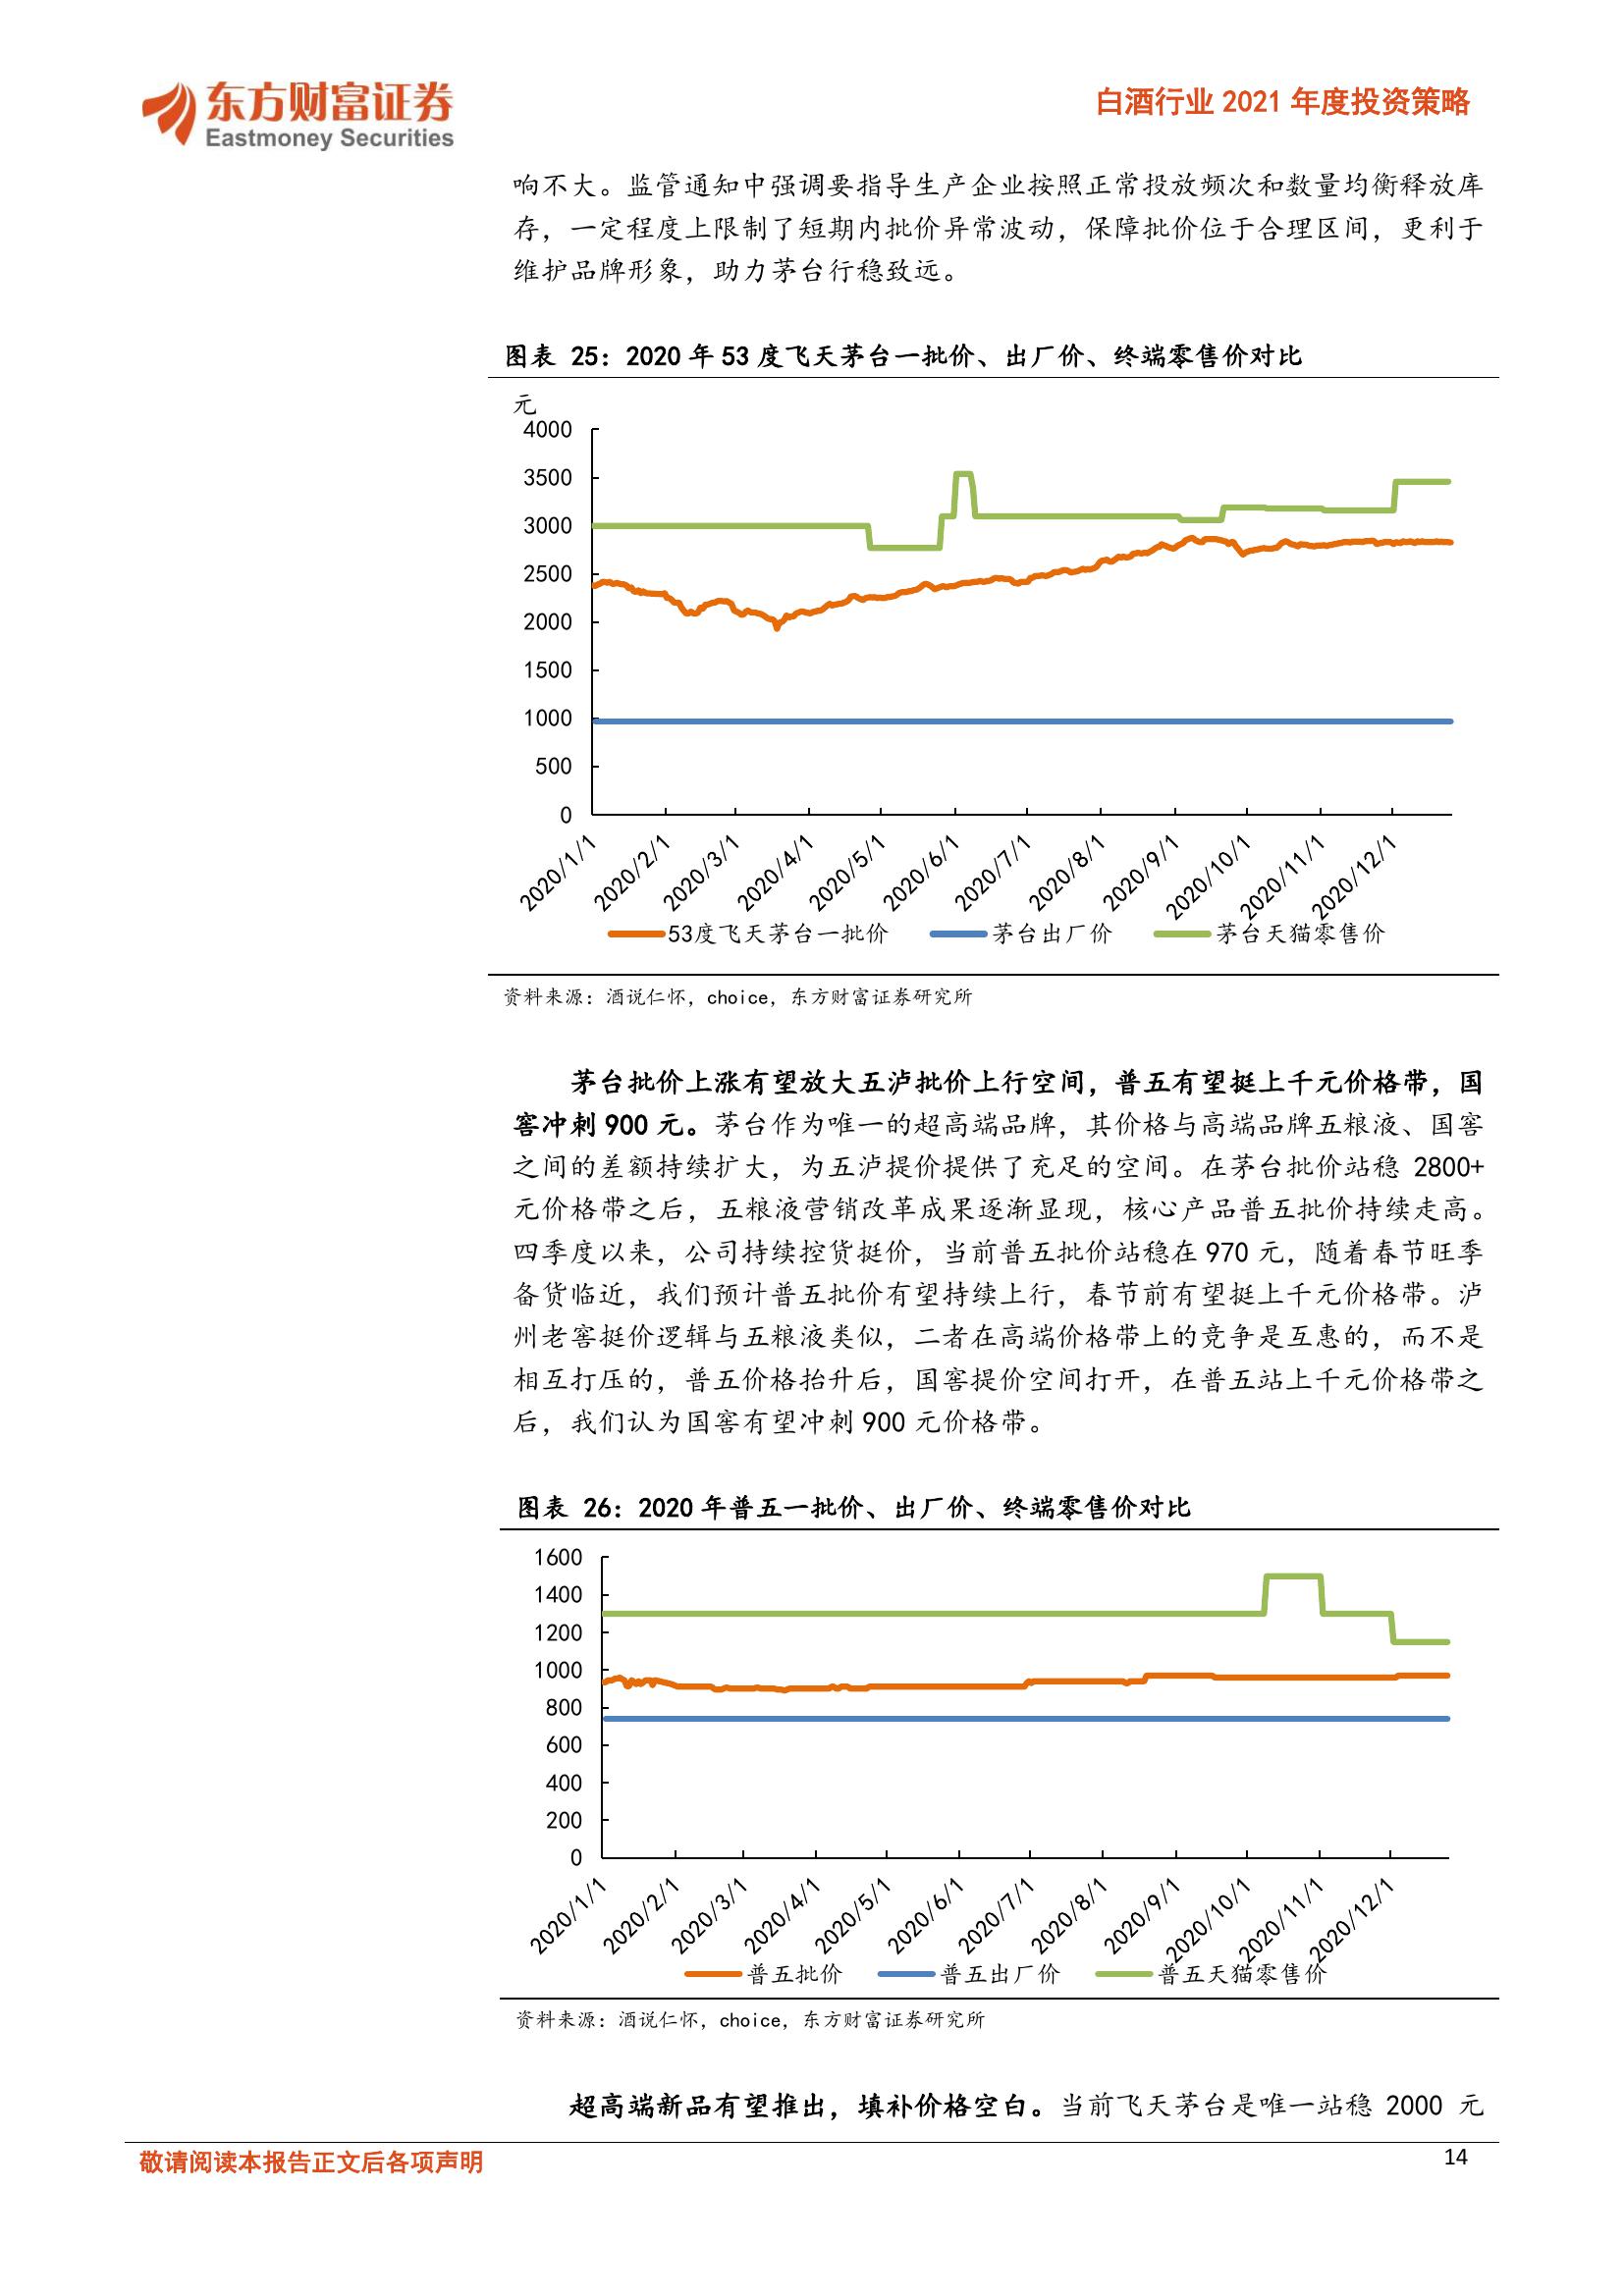 东方财富证券
Eastmoney Securities
白酒行业 2021 年度投资策略
响不大。监管通知中强调要指导生产企业按照正常投放频次和数量均衡释放库
存，一定程度上限制了短期内批价异常波动，保障批价位于合理区间，更利于
维护品牌形象，助力茅台行稳致远。
图表 25：2020 年 53 度飞天茅台一批价、出厂价、终端零售价对比
元
4000
3500
3000
2500
2000
1500
1000
500
0
2020/1/1
2020/2/1
2020/3/1
2020/4/1
2020/5/1
2020/6/1
2020/7/1
2020/8/1
2020/9/1
2020/10/1
2020/11/1
2020/12/1
53度飞天茅台一批价 茅台出厂价 茅台天猫零售价
资料来源：酒说仁怀，choice，东方财富证券研究所
茅台批价上涨有望放大五泸批价上行空间，普五有望挺上千元价格带，国
窖冲刺 900 元。茅台作为唯一的超高端品牌，其价格与高端品牌五粮液、国窖
之间的差额持续扩大，为五泸提价提供了充足的空间。在茅台批价站稳 2800+
元价格带之后，五粮液营销改革成果逐渐显现，核心产品普五批价持续走高。
四季度以来，公司持续控货挺价，当前普五批价站稳在 970 元，随着春节旺季
备货临近，我们预计普五批价有望持续上行，春节前有望挺上千元价格带。泸
州老窖挺价逻辑与五粮液类似，二者在高端价格带上的竞争是互惠的，而不是
相互打压的，普五价格抬升后，国窖提价空间打开，在普五站上千元价格带之
后，我们认为国窖有望冲刺 900 元价格带。
图表 26：2020 年普五一批价、出厂价、终端零售价对比
1600
1400
1200
1000
800
600
400
200
0
2020/1/1
2020/2/1
2020/3/1
2020/4/1
2020/5/1
2020/6/1
2020/7/1
2020/8/1
2020/9/1
2020/10/1
2020/11/1
2020/12/1
普五批价 普五出厂价 普五天猫零售价
资料来源：酒说仁怀，choice，东方财富证券研究所
超高端新品有望推出，填补价格空白。当前飞天茅台是唯一站稳 2000 元
敬请阅读本报告正文后各项声明
14